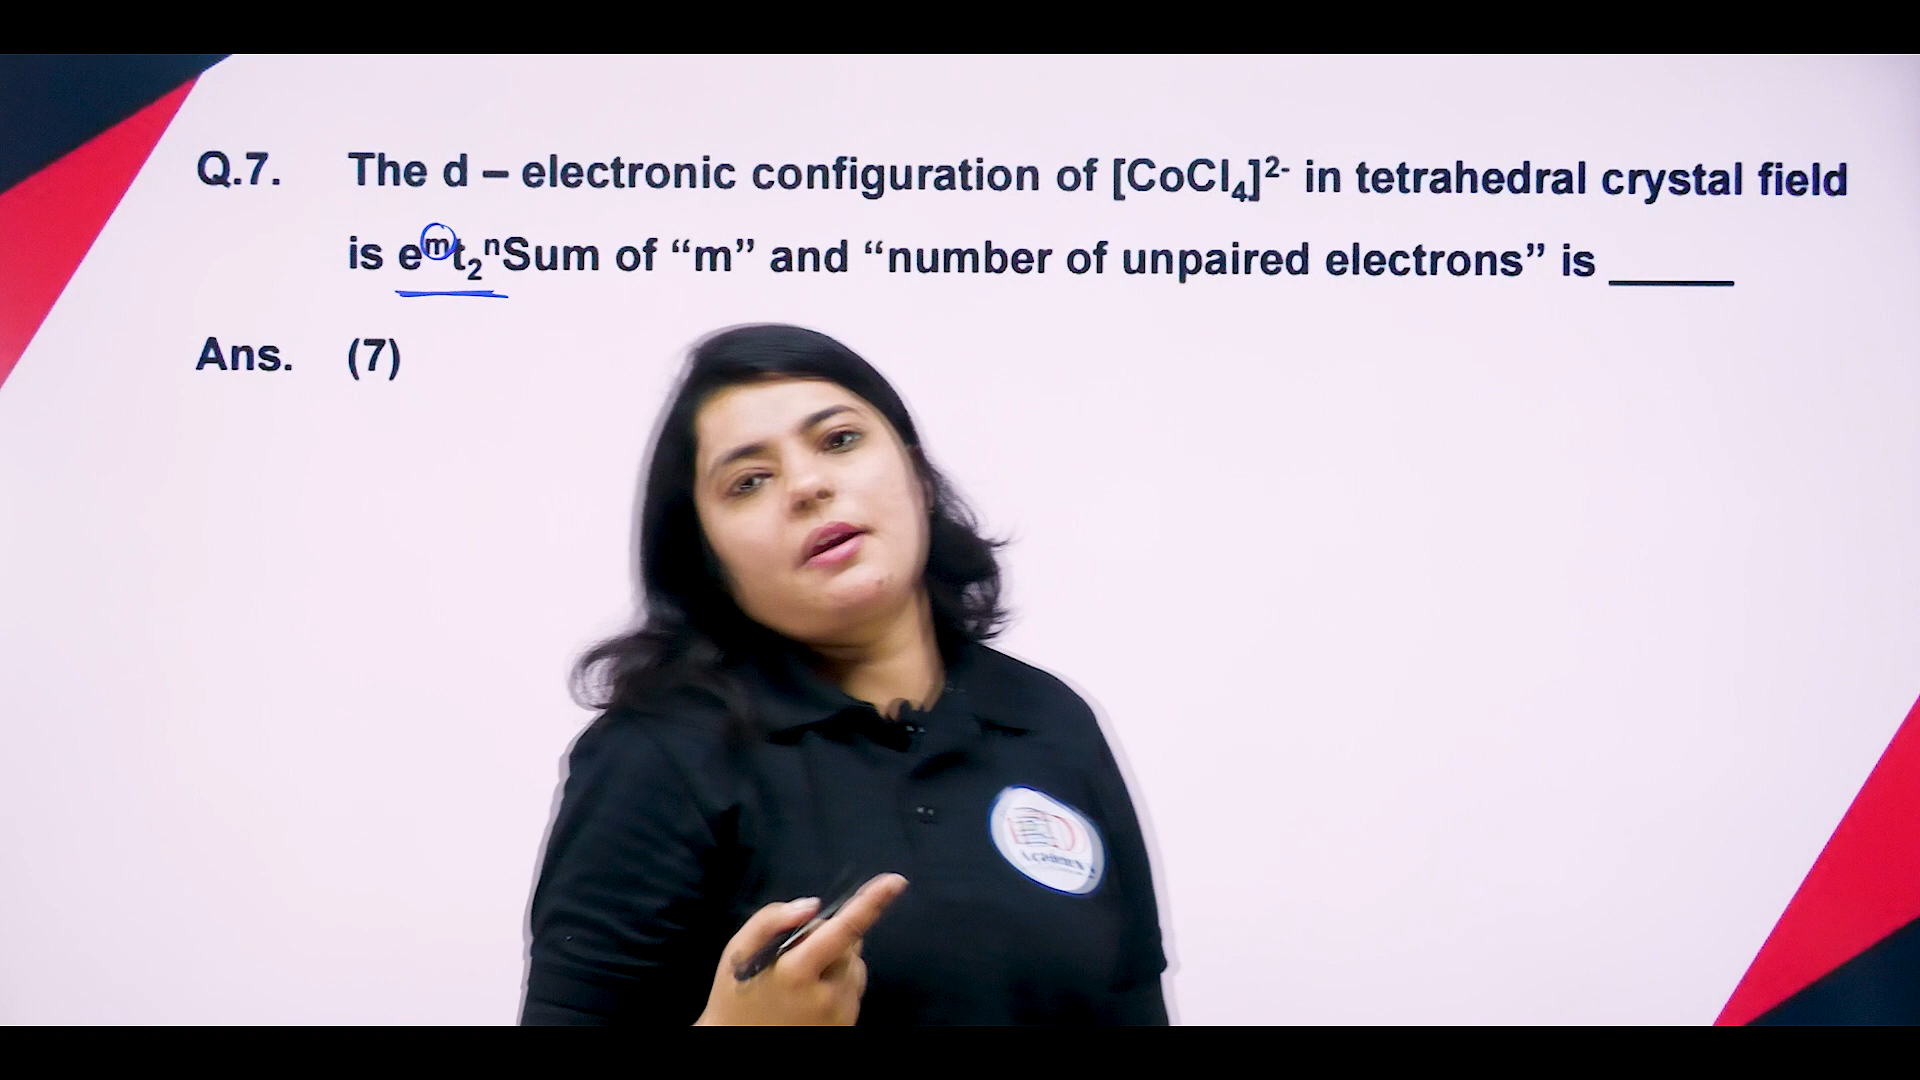 Q.7. The d – electronic configuration of [CoCl₄]²⁻ in tetrahedral crystal field
is eᵐt₂ⁿSum of “m” and “number of unpaired electrons” is _____
Ans. (7)